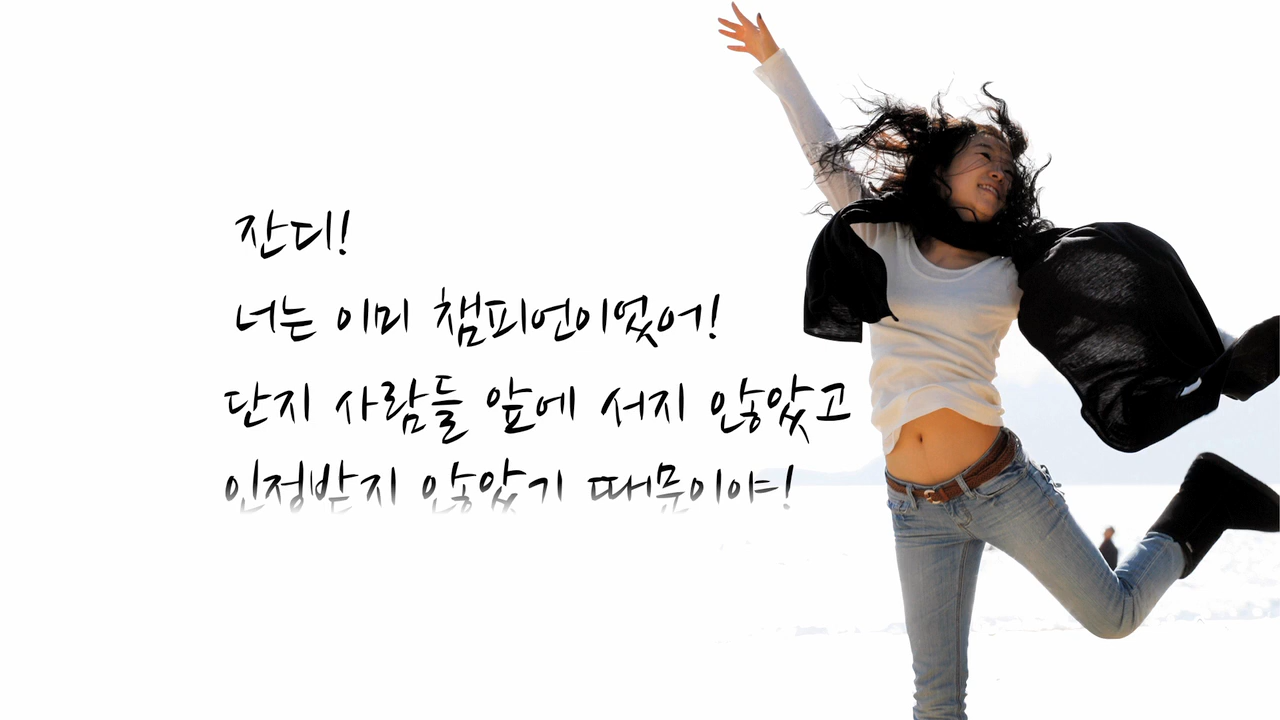 잔디!
너는 이미 챔피언이었어!
단지 사람들 앞에 서지 않았고
인정받지 않았기 때문이야!